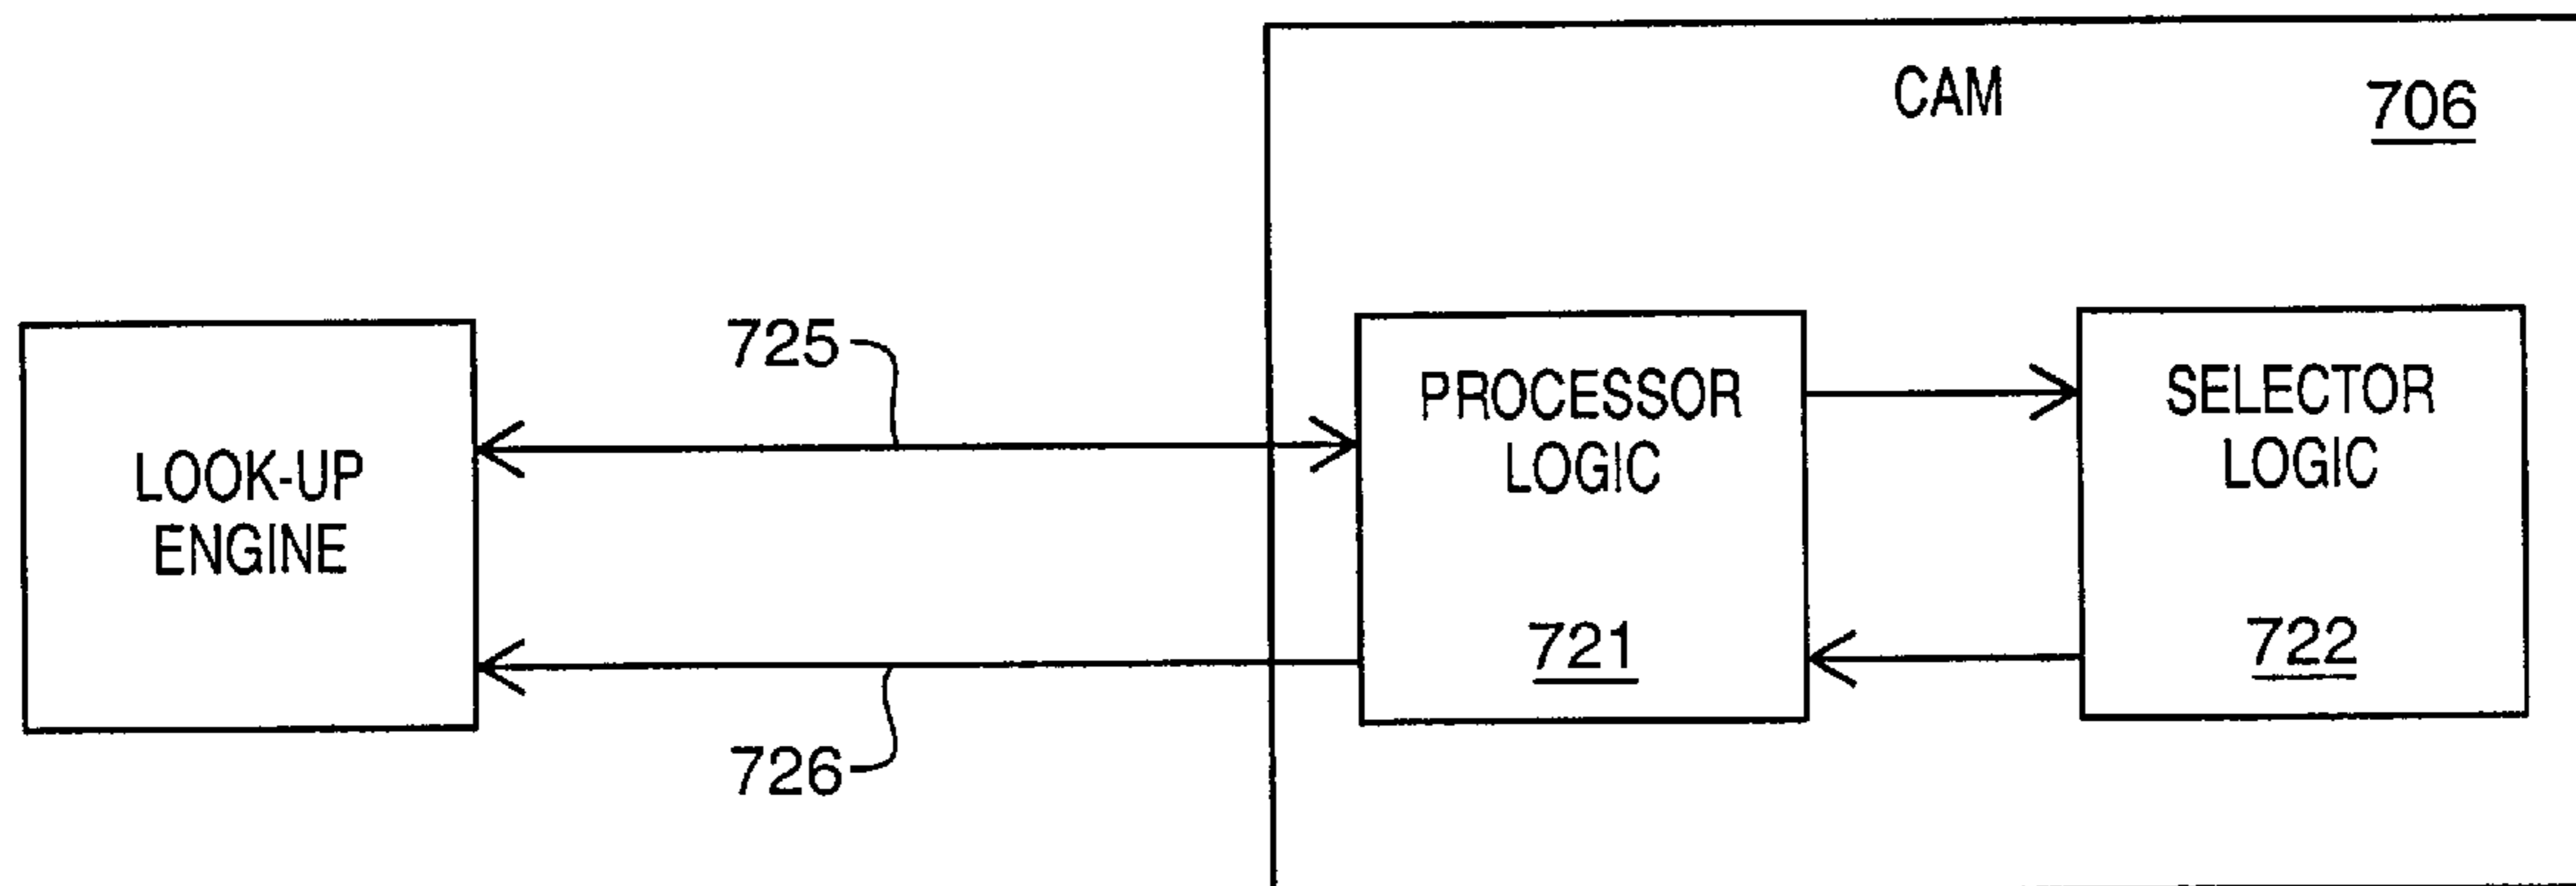 CAM
706
725
PROCESSOR
LOGIC
SELECTOR
LOGIC
LOOK-UP
ENGINE
721
722
726